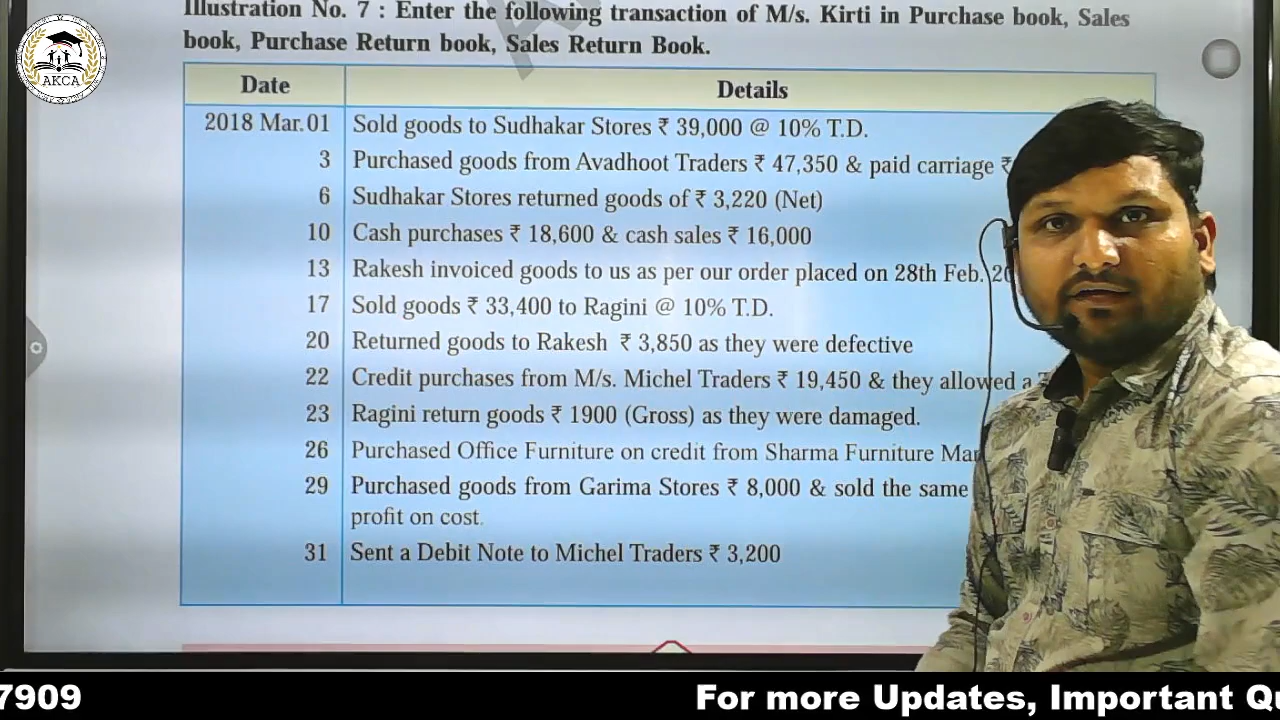 Illustration No. 7 : Enter the following transaction of M/s. Kirti in Purchase book, Sales
book, Purchase Return book, Sales Return Book.
AKCA
Date Details
2018 Mar.01 Sold goods to Sudhakar Stores ₹ 39,000 @ 10% T.D.
3 Purchased goods from Avadhoot Traders ₹ 47,350 & paid carriage ₹
6 Sudhakar Stores returned goods of ₹ 3,220 (Net)
10 Cash purchases ₹ 18,600 & cash sales ₹ 16,000
13 Rakesh invoiced goods to us as per our order placed on 28th Feb.
17 Sold goods ₹ 33,400 to Ragini @ 10% T.D.
20 Returned goods to Rakesh ₹ 3,850 as they were defective
22 Credit purchases from M/s. Michel Traders ₹ 19,450 & they allowed a
23 Ragini return goods ₹ 1900 (Gross) as they were damaged.
26 Purchased Office Furniture on credit from Sharma Furniture
29 Purchased goods from Garima Stores ₹ 8,000 & sold the same
profit on cost.
31 Sent a Debit Note to Michel Traders ₹ 3,200
7909 For more Updates, Important